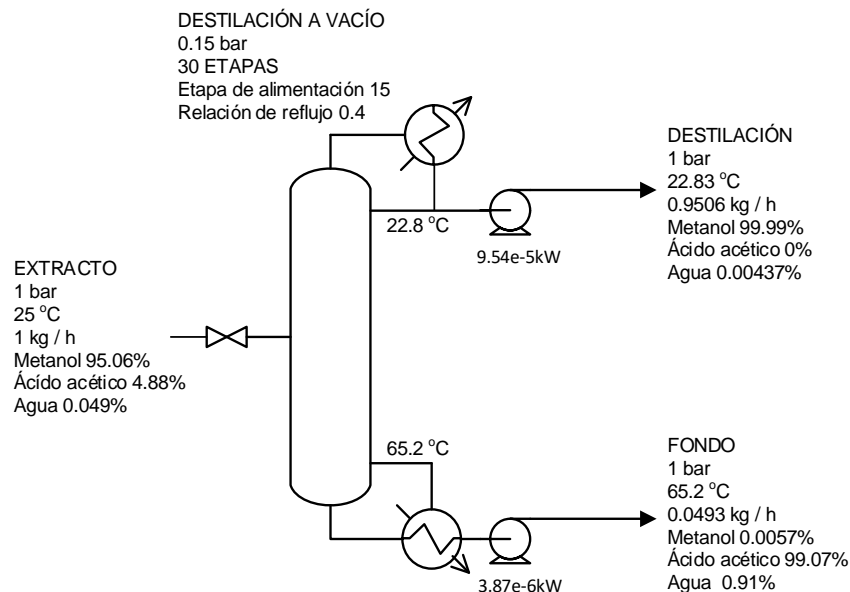 DESTILACIÓN A VACÍO
0.15 bar
30 ETAPAS
Etapa de alimentación 15
Relación de reflujo 0.4
DESTILACIÓN
1 bar
22.83 °C
0.9506 kg / h
Metanol 99.99%
Ácido acético 0%
Agua 0.00437%
22.8 °C
9.54e-5kW
EXTRACTO
1 bar
25 °C
1 kg / h
Metanol 95.06%
Ácído acético 4.88%
Agua 0.049%
65.2 °C
FONDO
1 bar
65.2 °C
0.0493 kg / h
Metanol 0.0057%
Ácido acético 99.07%
Agua 0.91%
3.87e-6kW